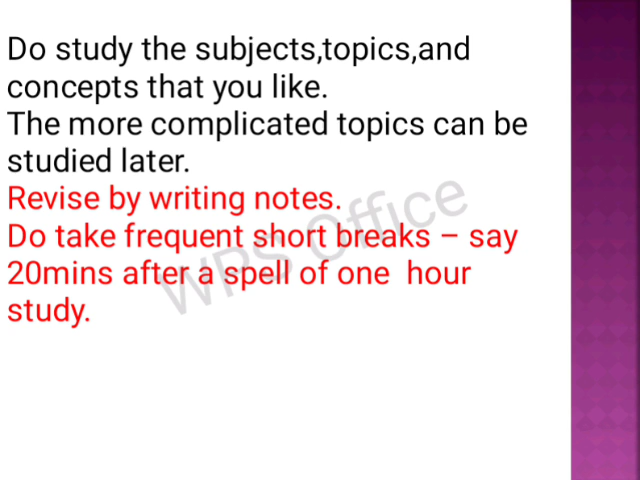 Do study the subjects,topics,and
concepts that you like.
The more complicated topics can be
studied later.
Revise by writing notes.
Do take frequent short breaks – say
20mins after a spell of one  hour
study.
WPS Office